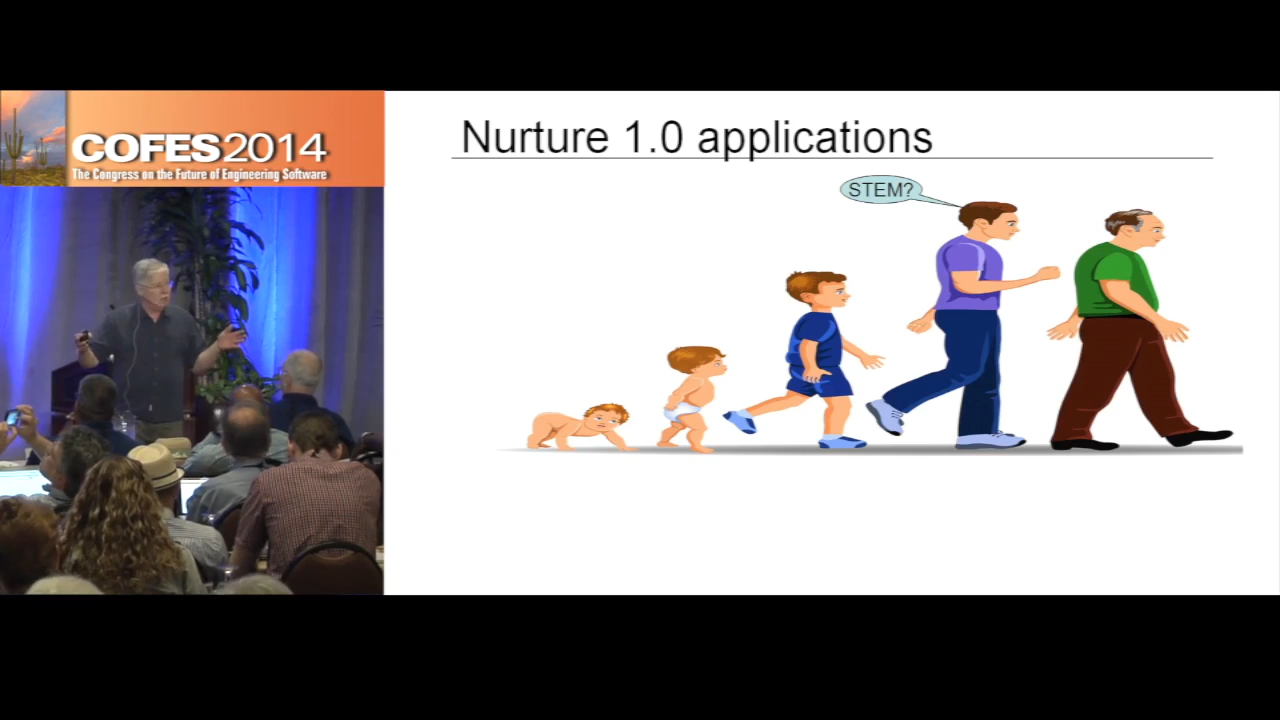 COFES2014
The Congress on the Future of Engineering Software
Nurture 1.0 applications
STEM?